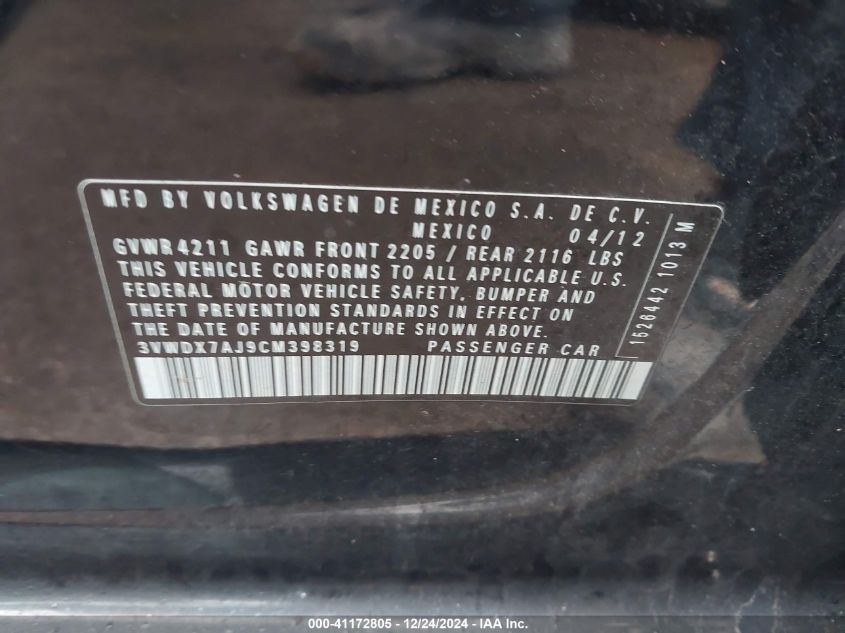 MFD BY VOLKSWAGEN DE MEXICO S.A. DE C.V.
MEXICO 04/12
GVWR 4211 GAWR FRONT 2205 / REAR 2116 LBS
THIS VEHICLE CONFORMS TO ALL APPLICABLE U.S.
FEDERAL MOTOR VEHICLE SAFETY, BUMPER AND
THEFT PREVENTION STANDARDS IN EFFECT ON
THE DATE OF MANUFACTURE SHOWN ABOVE.
3VWDX7AJ9CM398319 PASSENGER CAR
1526442 1013 M
000-41172805 - 12/24/2024 - IAA Inc.